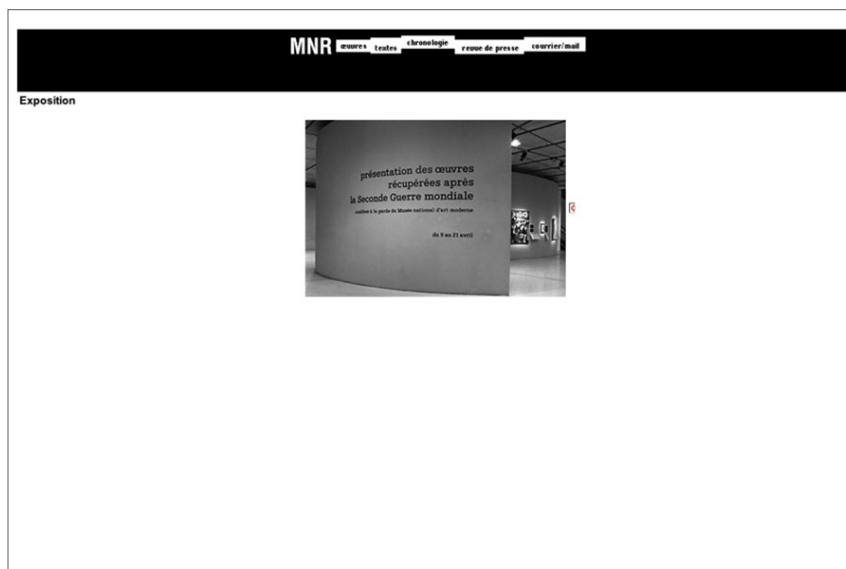 MNR œuvres textes chronologie revue de presse courrier/mail
Exposition
présentation des œuvres
récupérées après
la Seconde Guerre mondiale
confiées à la garde du Musée national d'art moderne
du 9 au 21 avril